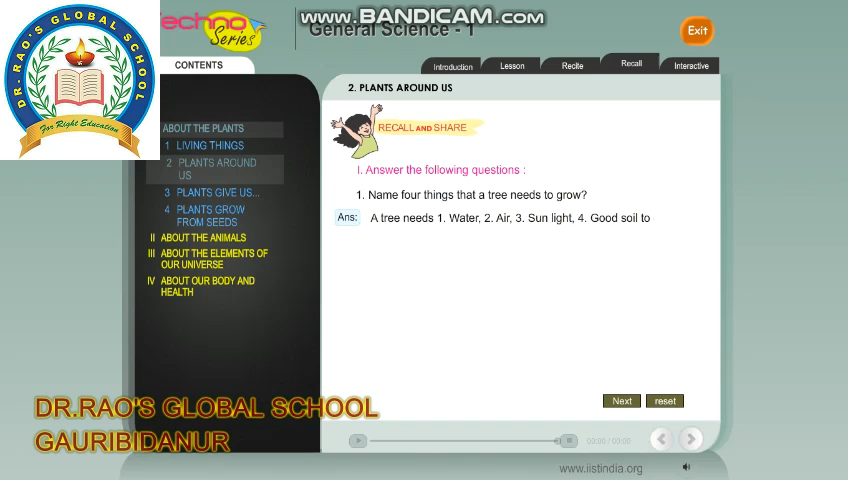 DR. RAO'S GLOBAL SCHOOL
For Right Education
Techno
Series
www.BANDICAM.com
General Science - 1
Exit
CONTENTS
Introduction
Lesson
Recite
Recall
Interactive
ABOUT THE PLANTS
1 LIVING THINGS
2 PLANTS AROUND
US
3 PLANTS GIVE US...
4 PLANTS GROW
FROM SEEDS
II ABOUT THE ANIMALS
III ABOUT THE ELEMENTS OF
OUR UNIVERSE
IV ABOUT OUR BODY AND
HEALTH
2. PLANTS AROUND US
RECALL AND SHARE
I. Answer the following questions :
1. Name four things that a tree needs to grow?
Ans: A tree needs 1. Water, 2. Air, 3. Sun light, 4. Good soil to
Next reset
00:00 / 00:00
DR.RAO'S GLOBAL SCHOOL
GAURIBIDANUR
www.iistindia.org